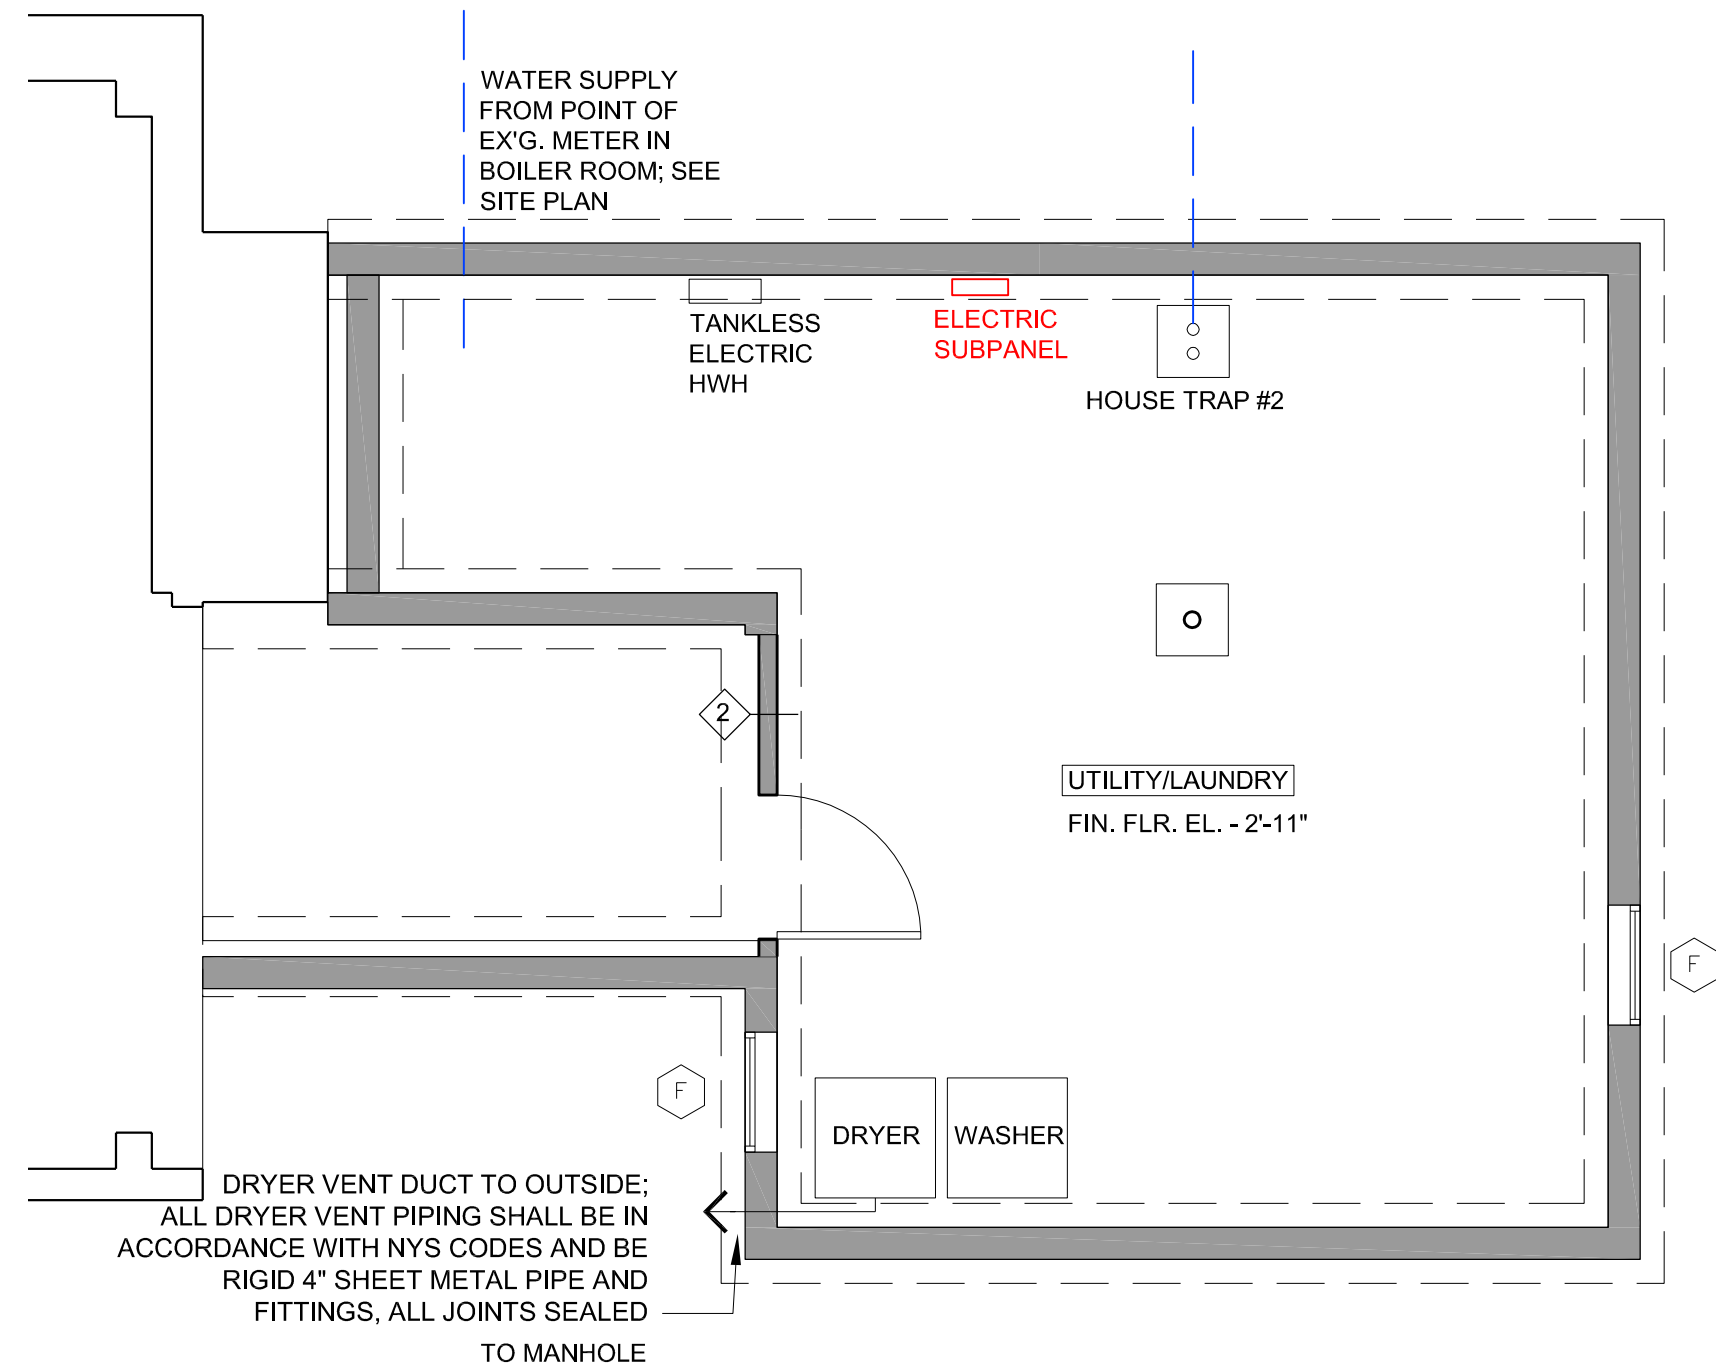 WATER SUPPLY
FROM POINT OF
EX'G. METER IN
BOILER ROOM; SEE
SITE PLAN
TANKLESS
ELECTRIC
HWH
ELECTRIC
SUBPANEL
HOUSE TRAP #2
2
UTILITY/LAUNDRY
FIN. FLR. EL. - 2'-11"
F
F
DRYER
WASHER
DRYER VENT DUCT TO OUTSIDE;
ALL DRYER VENT PIPING SHALL BE IN
ACCORDANCE WITH NYS CODES AND BE
RIGID 4" SHEET METAL PIPE AND
FITTINGS, ALL JOINTS SEALED
TO MANHOLE